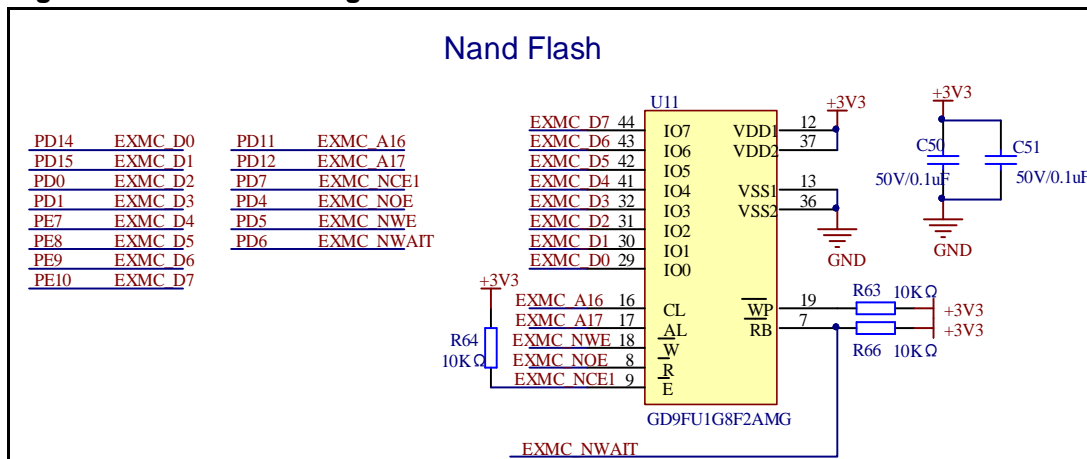 Nand Flash
PD14 EXMC_D0
PD15 EXMC_D1
PD0 EXMC_D2
PD1 EXMC_D3
PE7 EXMC_D4
PE8 EXMC_D5
PE9 EXMC_D6
PE10 EXMC_D7
PD11 EXMC_A16
PD12 EXMC_A17
PD7 EXMC_NCE1
PD4 EXMC_NOE
PD5 EXMC_NWE
PD6 EXMC_NWAIT
U11
EXMC_D7 44 IO7
EXMC_D6 43 IO6
EXMC_D5 42 IO5
EXMC_D4 41 IO4
EXMC_D3 32 IO3
EXMC_D2 31 IO2
EXMC_D1 30 IO1
EXMC_D0 29 IO0
EXMC_A16 16 CL
EXMC_A17 17 AL
EXMC_NWE 18 W
EXMC_NOE 8 R
EXMC_NCE1 9 E
+3V3
R64
10KΩ
+3V3
VDD1 12
VDD2 37
VSS1 13
VSS2 36
GND
WP 19 R63 10KΩ +3V3
RB 7 R66 10KΩ +3V3
GD9FU1G8F2AMG
EXMC_NWAIT
+3V3
C50
50V/0.1uF
C51
50V/0.1uF
GND